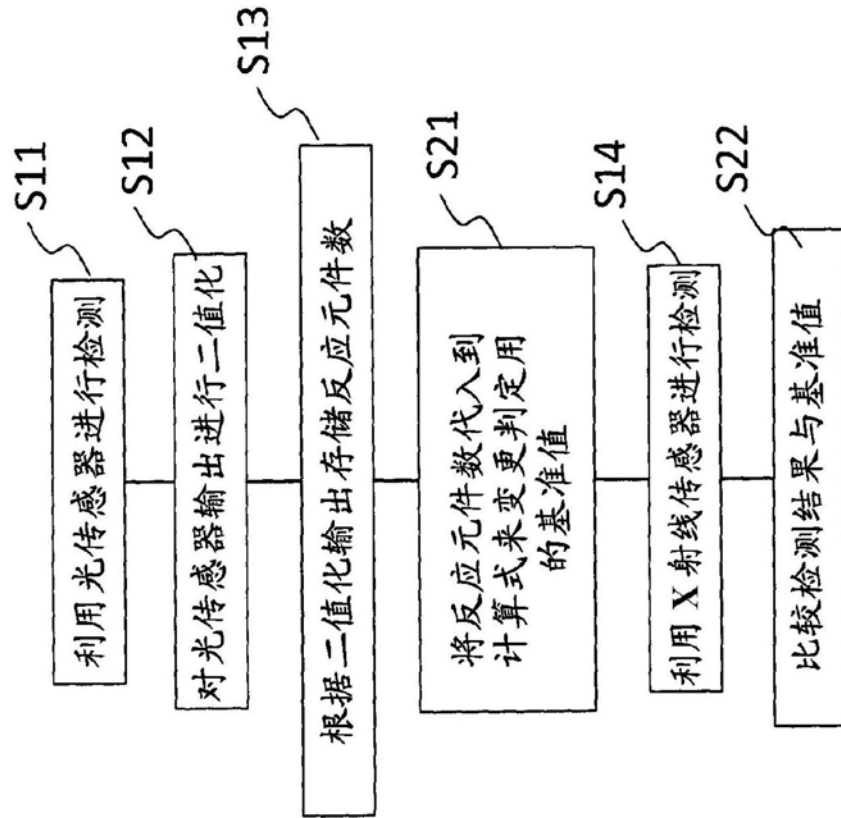 S11
利用光传感器进行检测
S12
对光传感器输出进行二值化
S13
根据二值化输出存储反应元件数
S21
将反应元件数代入到
计算式来变更判定用
的基准值
S14
利用 X 射线传感器进行检测
S22
比较检测结果与基准值